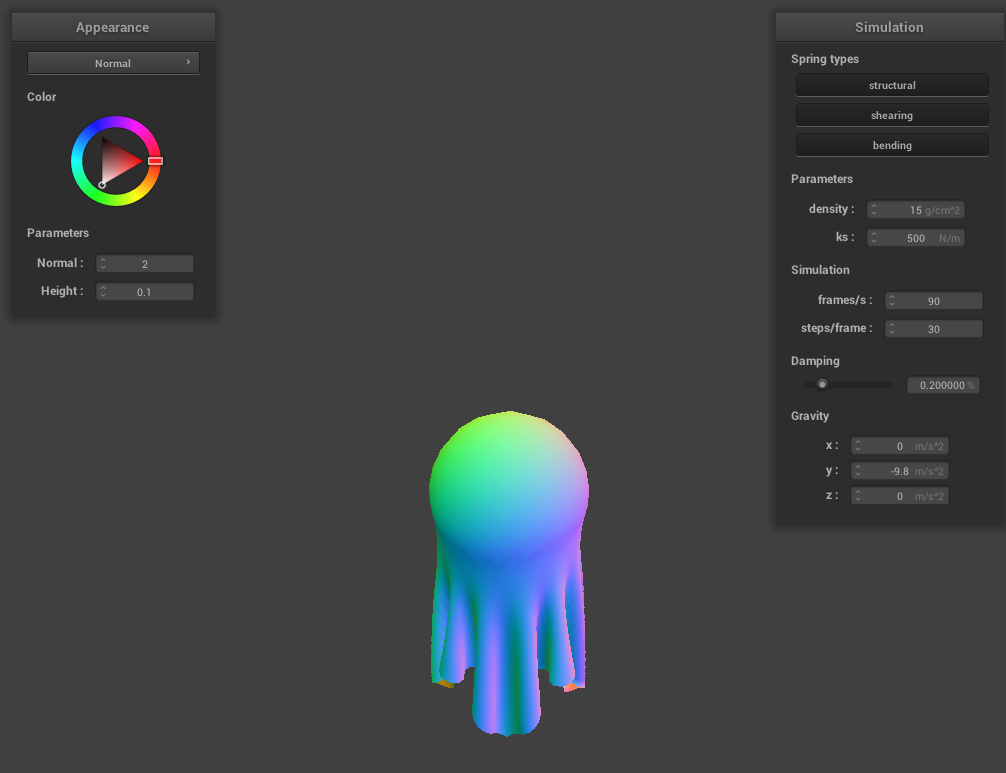 Appearance
Normal ›
Color
Parameters
Normal : 2
Height : 0.1
Simulation
Spring types
structural
shearing
bending
Parameters
density : 15 g/cm^2
ks : 500 N/m
Simulation
frames/s : 90
steps/frame : 30
Damping
0.200000 %
Gravity
x : 0 m/s^2
y : -9.8 m/s^2
z : 0 m/s^2